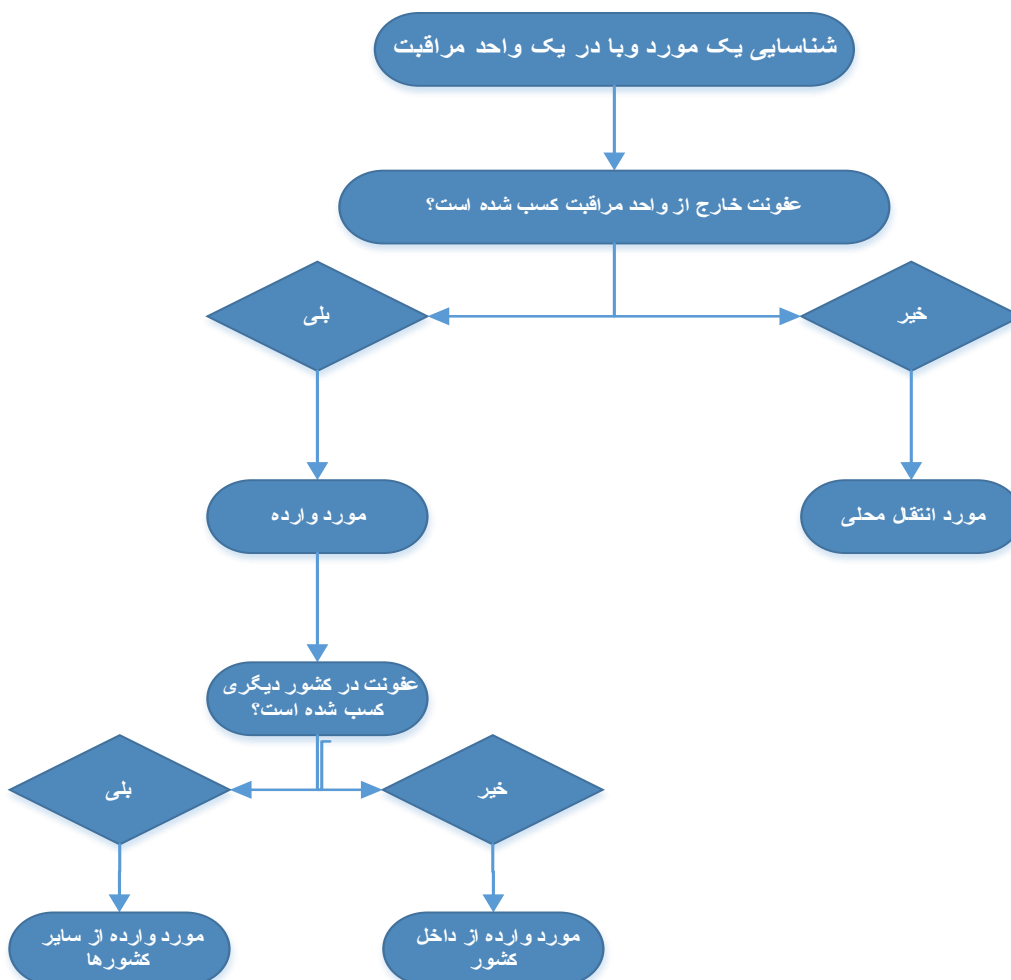 شناسایی یک مورد وبا در یک واحد مراقبت
عفونت خارج از واحد مراقبت کسب شده است؟
خیر
بلی
مورد انتقال محلی
مورد وارده
عفونت در کشور دیگری
کسب شده است؟
خیر
بلی
مورد وارده از داخل
کشور
مورد وارده از سایر
کشورها